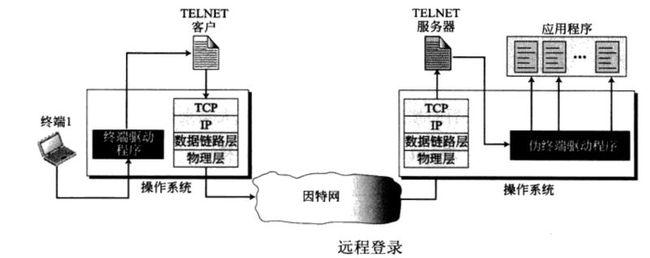 TELNET
客户
TELNET
服务器
应用程序
...
终端1
终端驱动
程序
TCP
IP
数据链路层
物理层
操作系统
因特网
TCP
IP
数据链路层
物理层
伪终端驱动程序
操作系统
远程登录